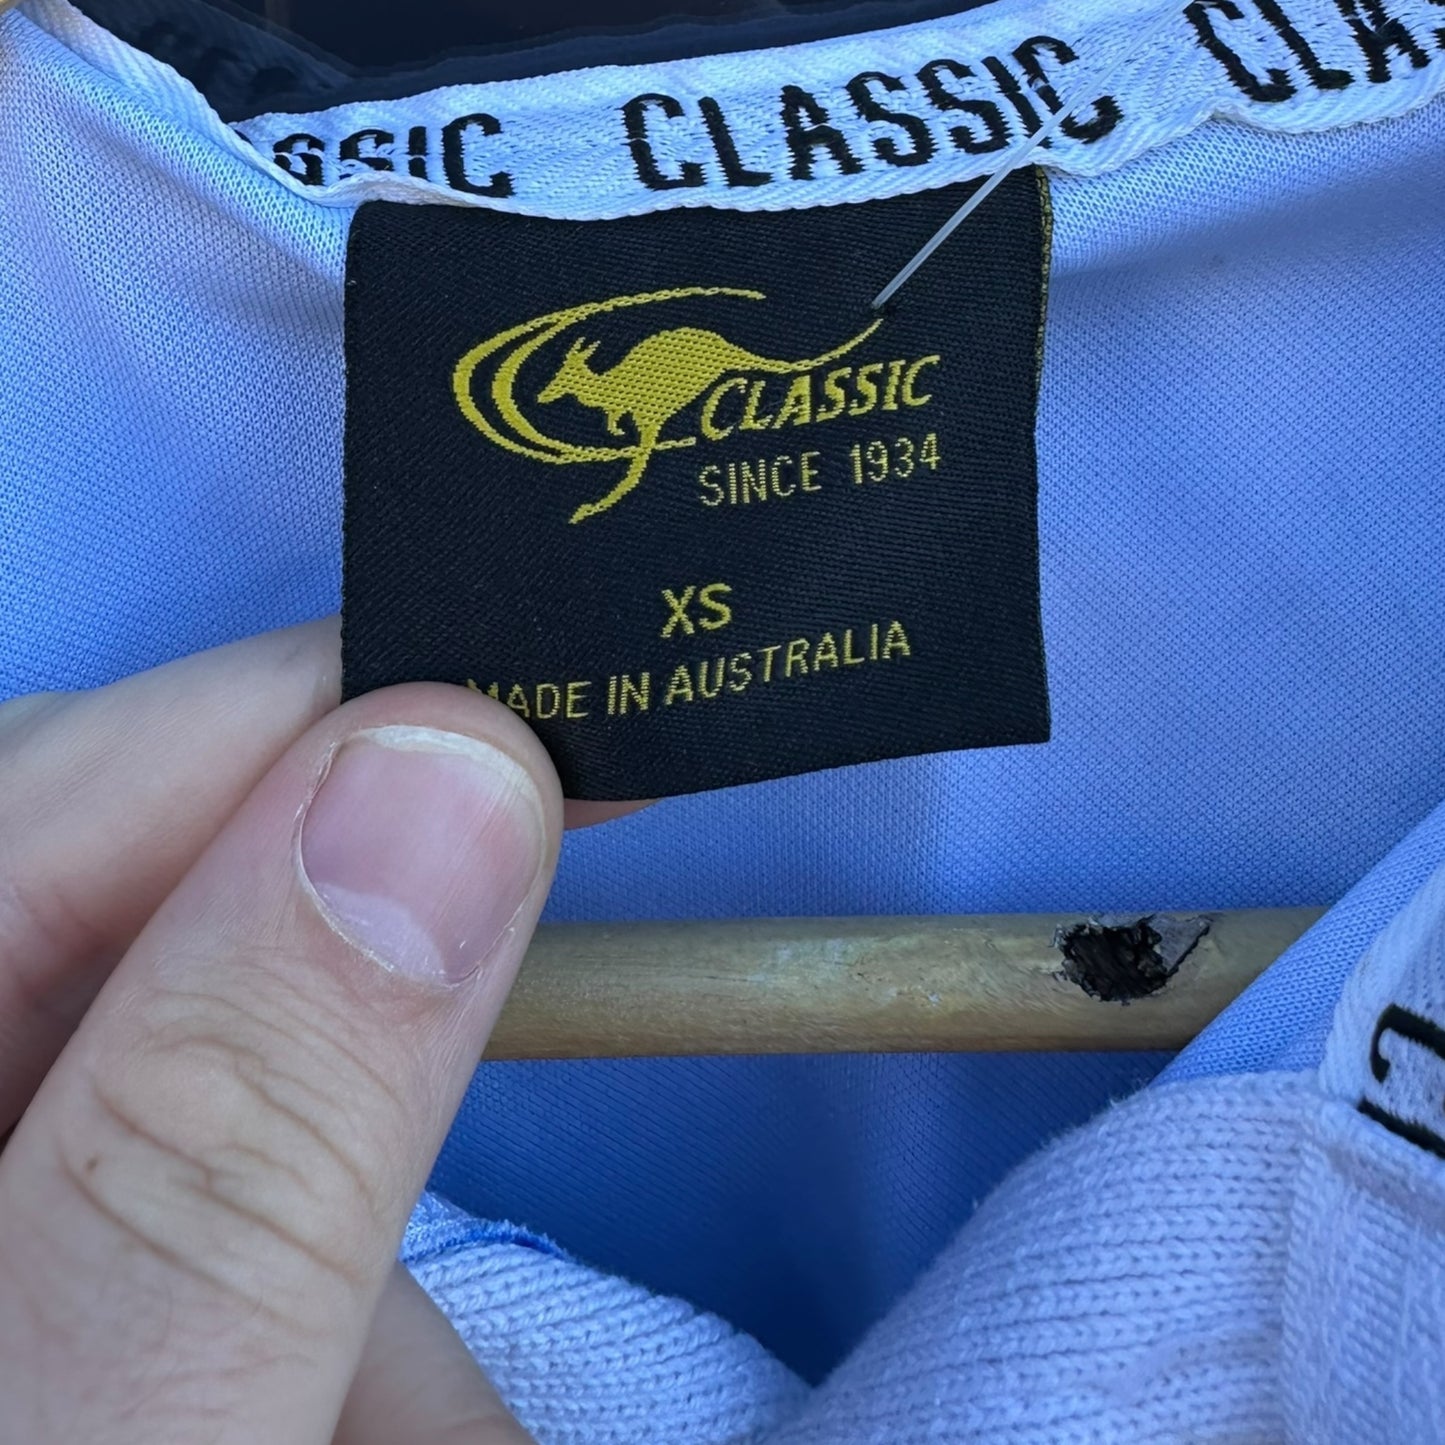 CLASSIC CLASSIC
CLASSIC
SINCE 1934
XS
MADE IN AUSTRALIA